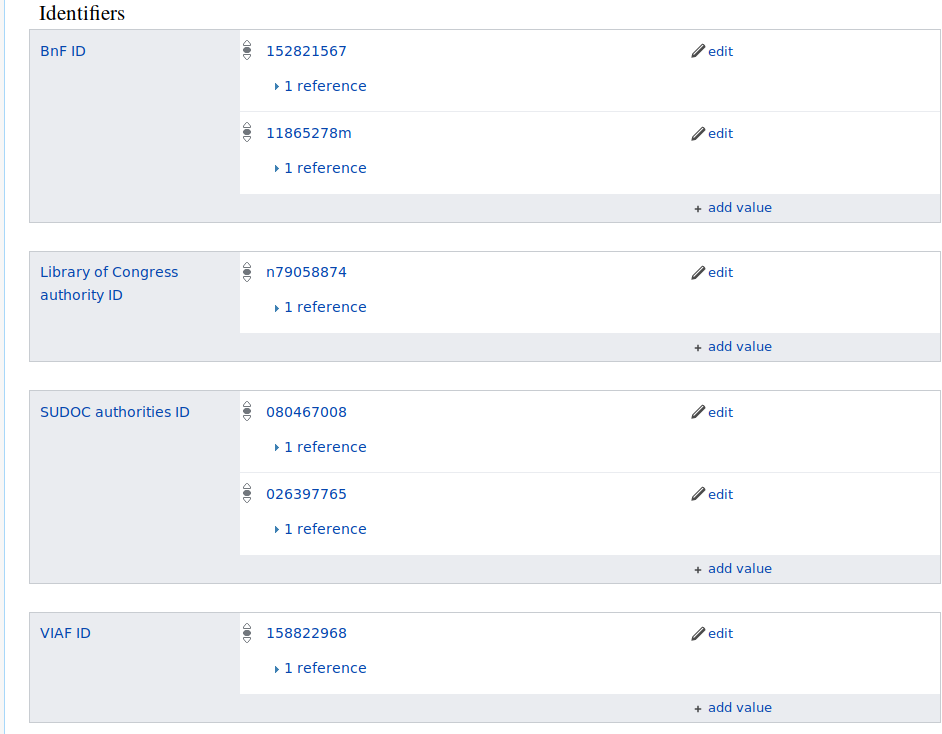 Identifiers
BnF ID
152821567
edit
1 reference
11865278m
edit
1 reference
+ add value
Library of Congress
authority ID
n79058874
edit
1 reference
+ add value
SUDOC authorities ID
080467008
edit
1 reference
026397765
edit
1 reference
+ add value
VIAF ID
158822968
edit
1 reference
+ add value